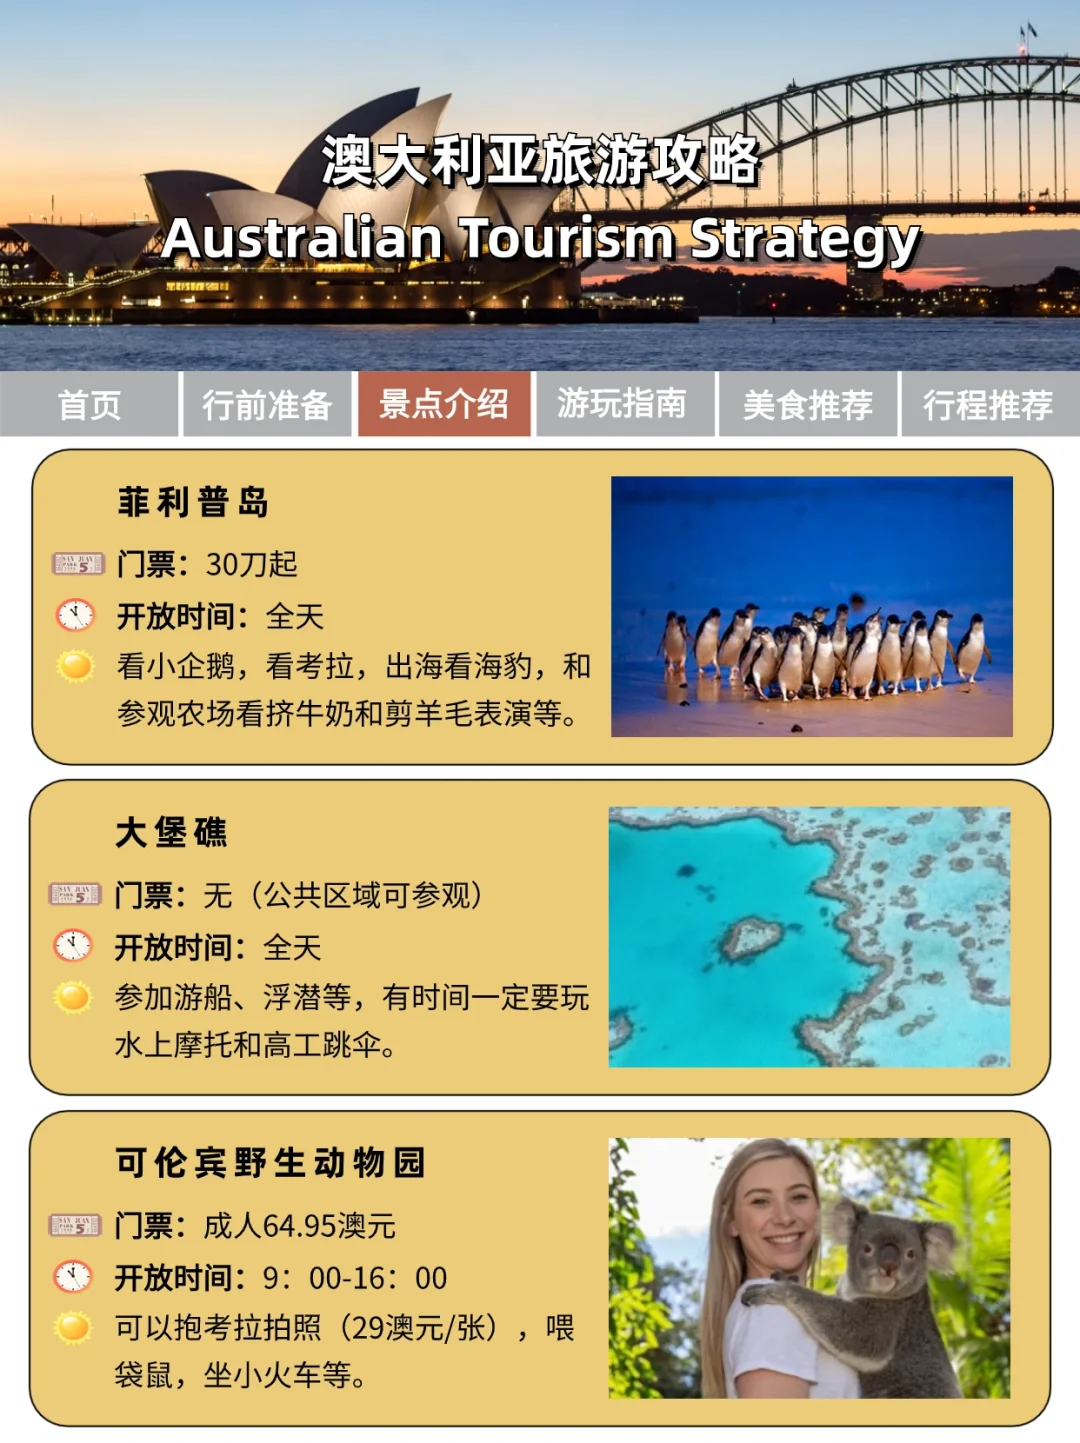 澳大利亚旅游攻略
Australian Tourism Strategy
首页
行前准备
景点介绍
游玩指南
美食推荐
行程推荐
菲利普岛
门票：30刀起
开放时间：全天
看小企鹅，看考拉，出海看海豹，和
参观农场看挤牛奶和剪羊毛表演等。
大堡礁
门票：无（公共区域可参观）
开放时间：全天
参加游船、浮潜等，有时间一定要玩
水上摩托和高工跳伞。
可伦宾野生动物园
门票：成人64.95澳元
开放时间：9：00-16：00
可以抱考拉拍照（29澳元/张），喂
袋鼠，坐小火车等。